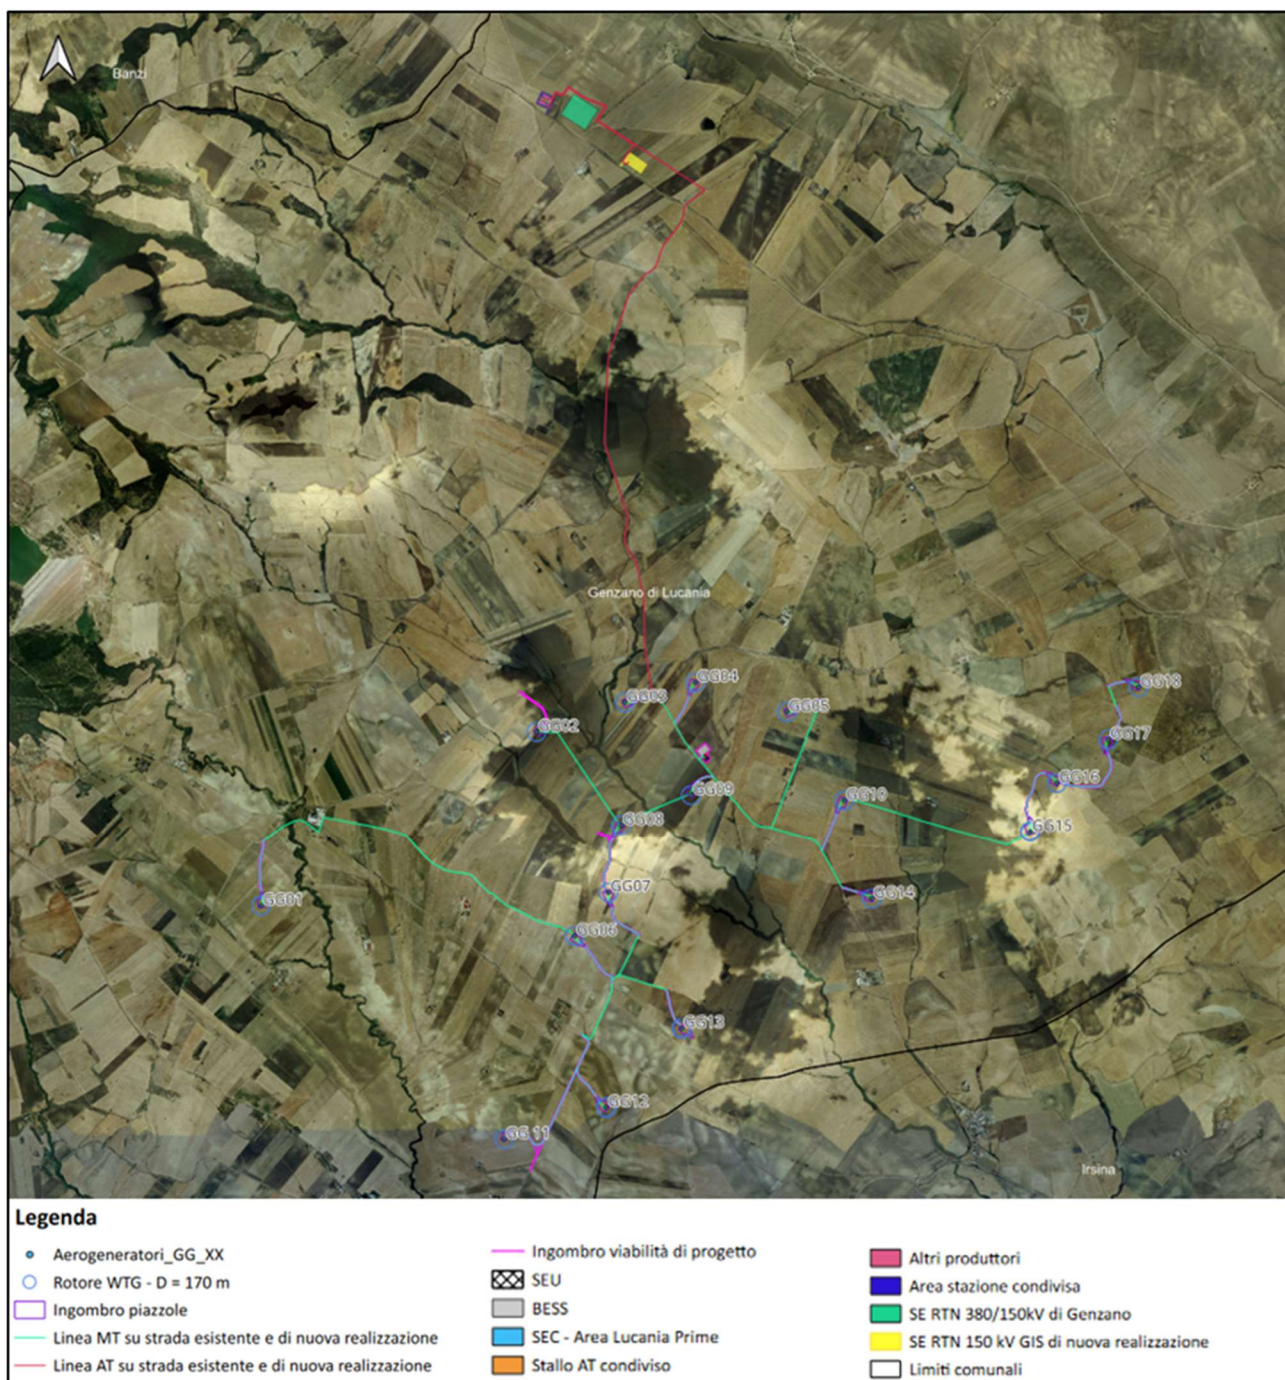 Banzi
Genzano di Lucania
GG04
GG03
GG18
GG05
GG02
GG17
GG16
GG09
GG10
GG08
GG15
GG07
GG14
GG01
GG06
GG13
GG12
GG 11
Irsina
Legenda
Aerogeneratori_GG_XX
Rotore WTG - D = 170 m
Ingombro piazzole
Linea MT su strada esistente e di nuova realizzazione
Linea AT su strada esistente e di nuova realizzazione
Ingombro viabilità di progetto
SEU
BESS
SEC - Area Lucania Prime
Stallo AT condiviso
Altri produttori
Area stazione condivisa
SE RTN 380/150kV di Genzano
SE RTN 150 kV GIS di nuova realizzazione
Limiti comunali